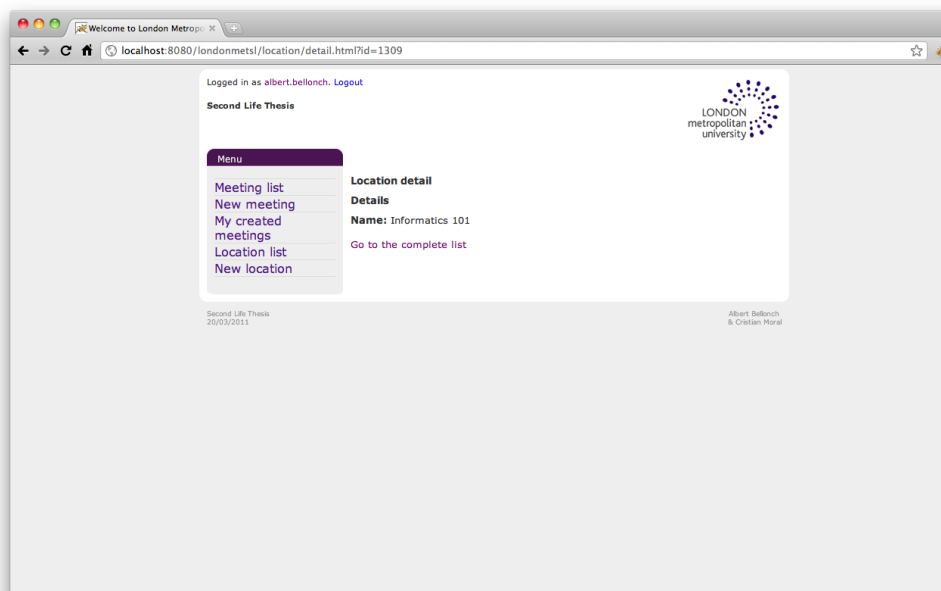 Welcome to London Metropo
localhost:8080/londonmetsl/location/detail.html?id=1309
Logged in as albert.bellonch. Logout
Second Life Thesis
LONDON
metropolitan
university
Menu
Meeting list
New meeting
My created
meetings
Location list
New location
Location detail
Details
Name: Informatics 101
Go to the complete list
Second Life Thesis
20/03/2011
Albert Bellonch
& Cristian Moral